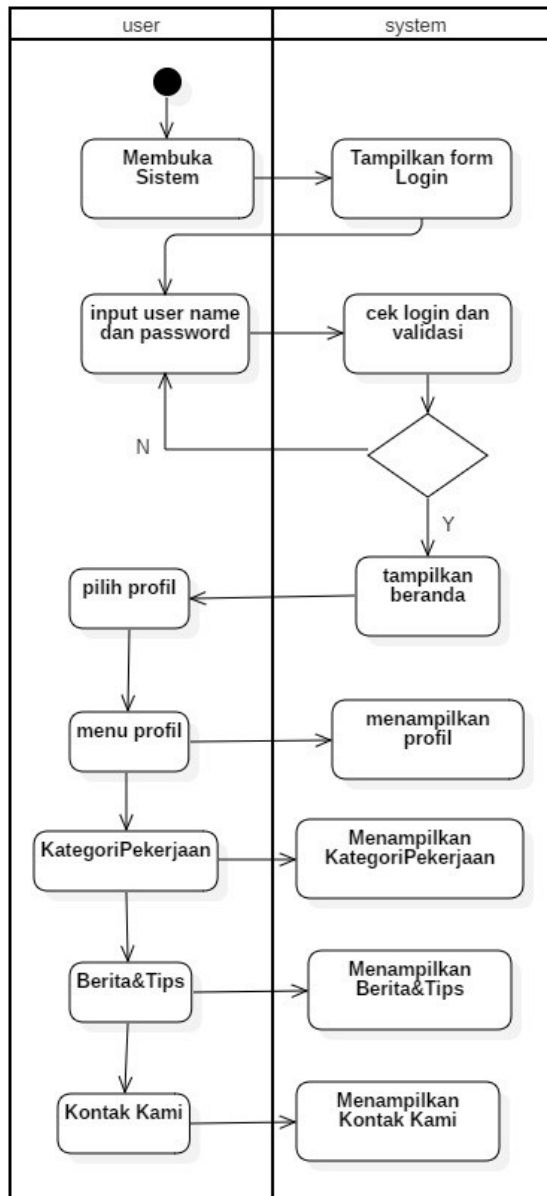 user
system
Membuka
Sistem
Tampilkan form
Login
input user name
dan password
cek login dan
validasi
N
Y
pilih profil
tampilkan
beranda
menu profil
menampilkan
profil
KategoriPekerjaan
Menampilkan
KategoriPekerjaan
Berita&Tips
Menampilkan
Berita&Tips
Kontak Kami
Menampilkan
Kontak Kami